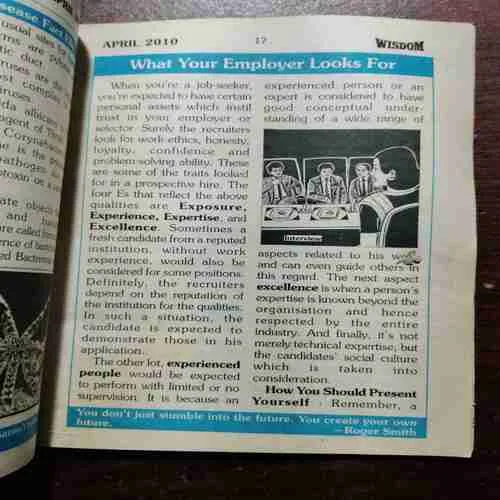 APRIL 2010 17 WISDOM
What Your Employer Looks For
When you're a job-seeker,
you're expected to have certain
personal assets which instil
trust in your employer or
selector. Surely the recruiters
look for work ethics, honesty,
loyalty, confidence and
problem-solving ability. These
are some of the traits looked
for in a prospective hire. The
four Es that reflect the above
qualities are Exposure,
Experience, Expertise, and
Excellence. Sometimes a
fresh candidate from a reputed
institution, without work
experience, would also be
considered for some positions.
Definitely, the recruiters
depend on the reputation of
the institution for the qualities.
In such a situation, the
candidate is expected to
demonstrate those in his
application.
The other lot, experienced
people would be expected
to perform with limited or no
supervision. It is because an
experienced person or an
expert is considered to have
good conceptual under-
standing of a wide range of
Interview
aspects related to his work
and can even guide others in
this regard. The next aspect
excellence is when a person's
expertise is known beyond the
organisation and hence
respected by the entire
industry. And finally, it's not
merely technical expertise; but
the candidates' social culture
which is taken into
consideration.
How You Should Present
Yourself : Remember, a
You don't just stumble into the future. You create your own
future.
—Roger Smith